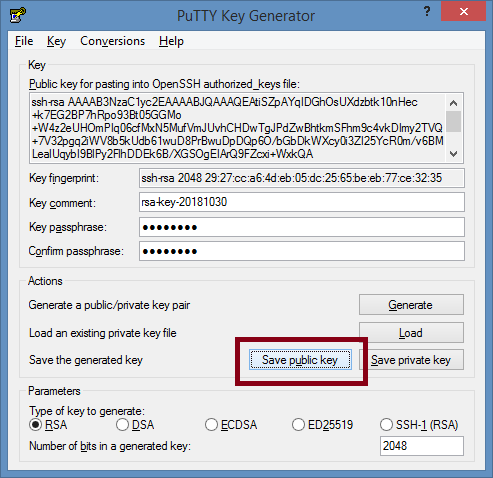 PuTTY Key Generator
?
File Key Conversions Help
Key
Public key for pasting into OpenSSH authorized_keys file:
ssh-rsa AAAAB3NzaC1yc2EAAAABJQAAAQEAtiSZpAYqIDGhOsUXdzbtk10nHec
+k7EG2BP7hRpo93Bt05GGMo
+W4z2eUHOmPIq06cfMxN5MufVmJUvhCHDwTgJPdZwBhtkmSFhm9c4vkDImy2TVQ
+7V32pgq2iWV8b5kUdb61wuD8PrBwuDpDQp6O/bGbDkWXcy0i3ZI25YcR0m/v6BM
LeaIUqybI9BlPy2FlhDDEk6B/XGSOgEIArQ9FZcxi+WxkQA
Key fingerprint: ssh-rsa 2048 29:27:cc:a6:4d:eb:05:dc:25:65:be:eb:77:ce:32:35
Key comment: rsa-key-20181030
Key passphrase: ●●●●●●●●
Confirm passphrase: ●●●●●●●●
Actions
Generate a public/private key pair Generate
Load an existing private key file Load
Save the generated key Save public key Save private key
Parameters
Type of key to generate:
RSA DSA ECDSA ED25519 SSH-1 (RSA)
Number of bits in a generated key: 2048